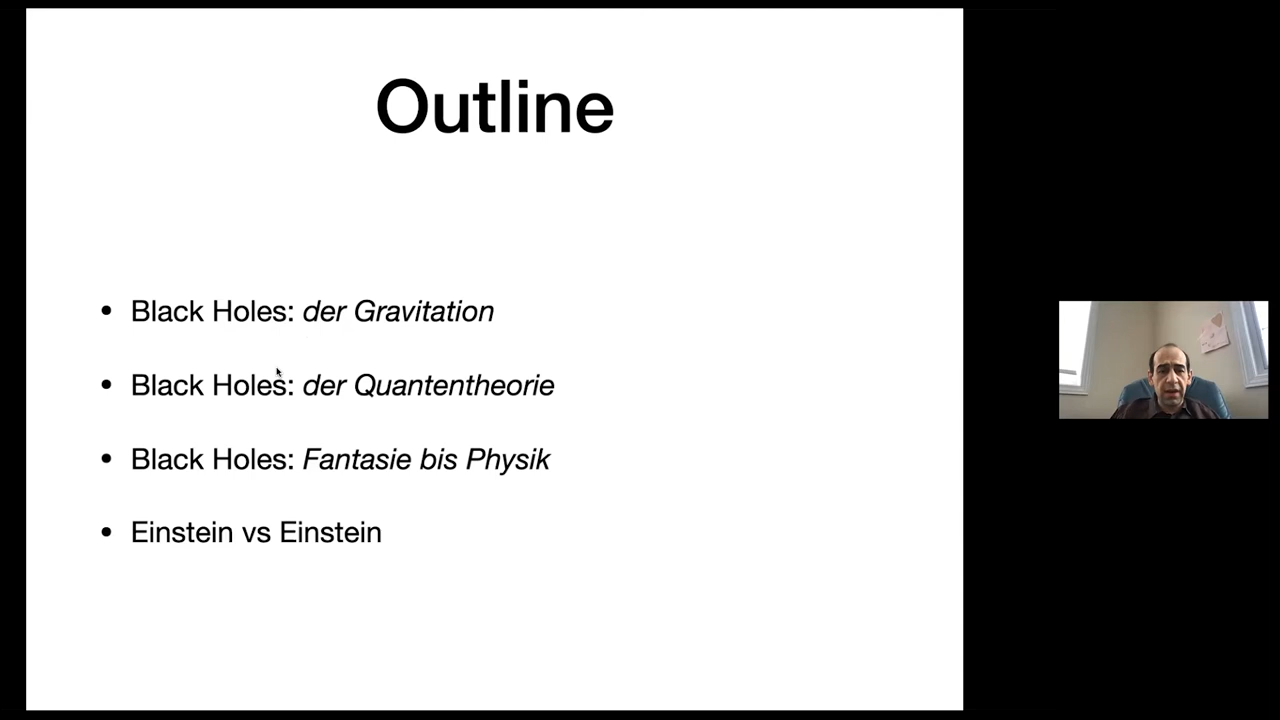 Outline
• Black Holes: der Gravitation
• Black Holes: der Quantentheorie
• Black Holes: Fantasie bis Physik
• Einstein vs Einstein